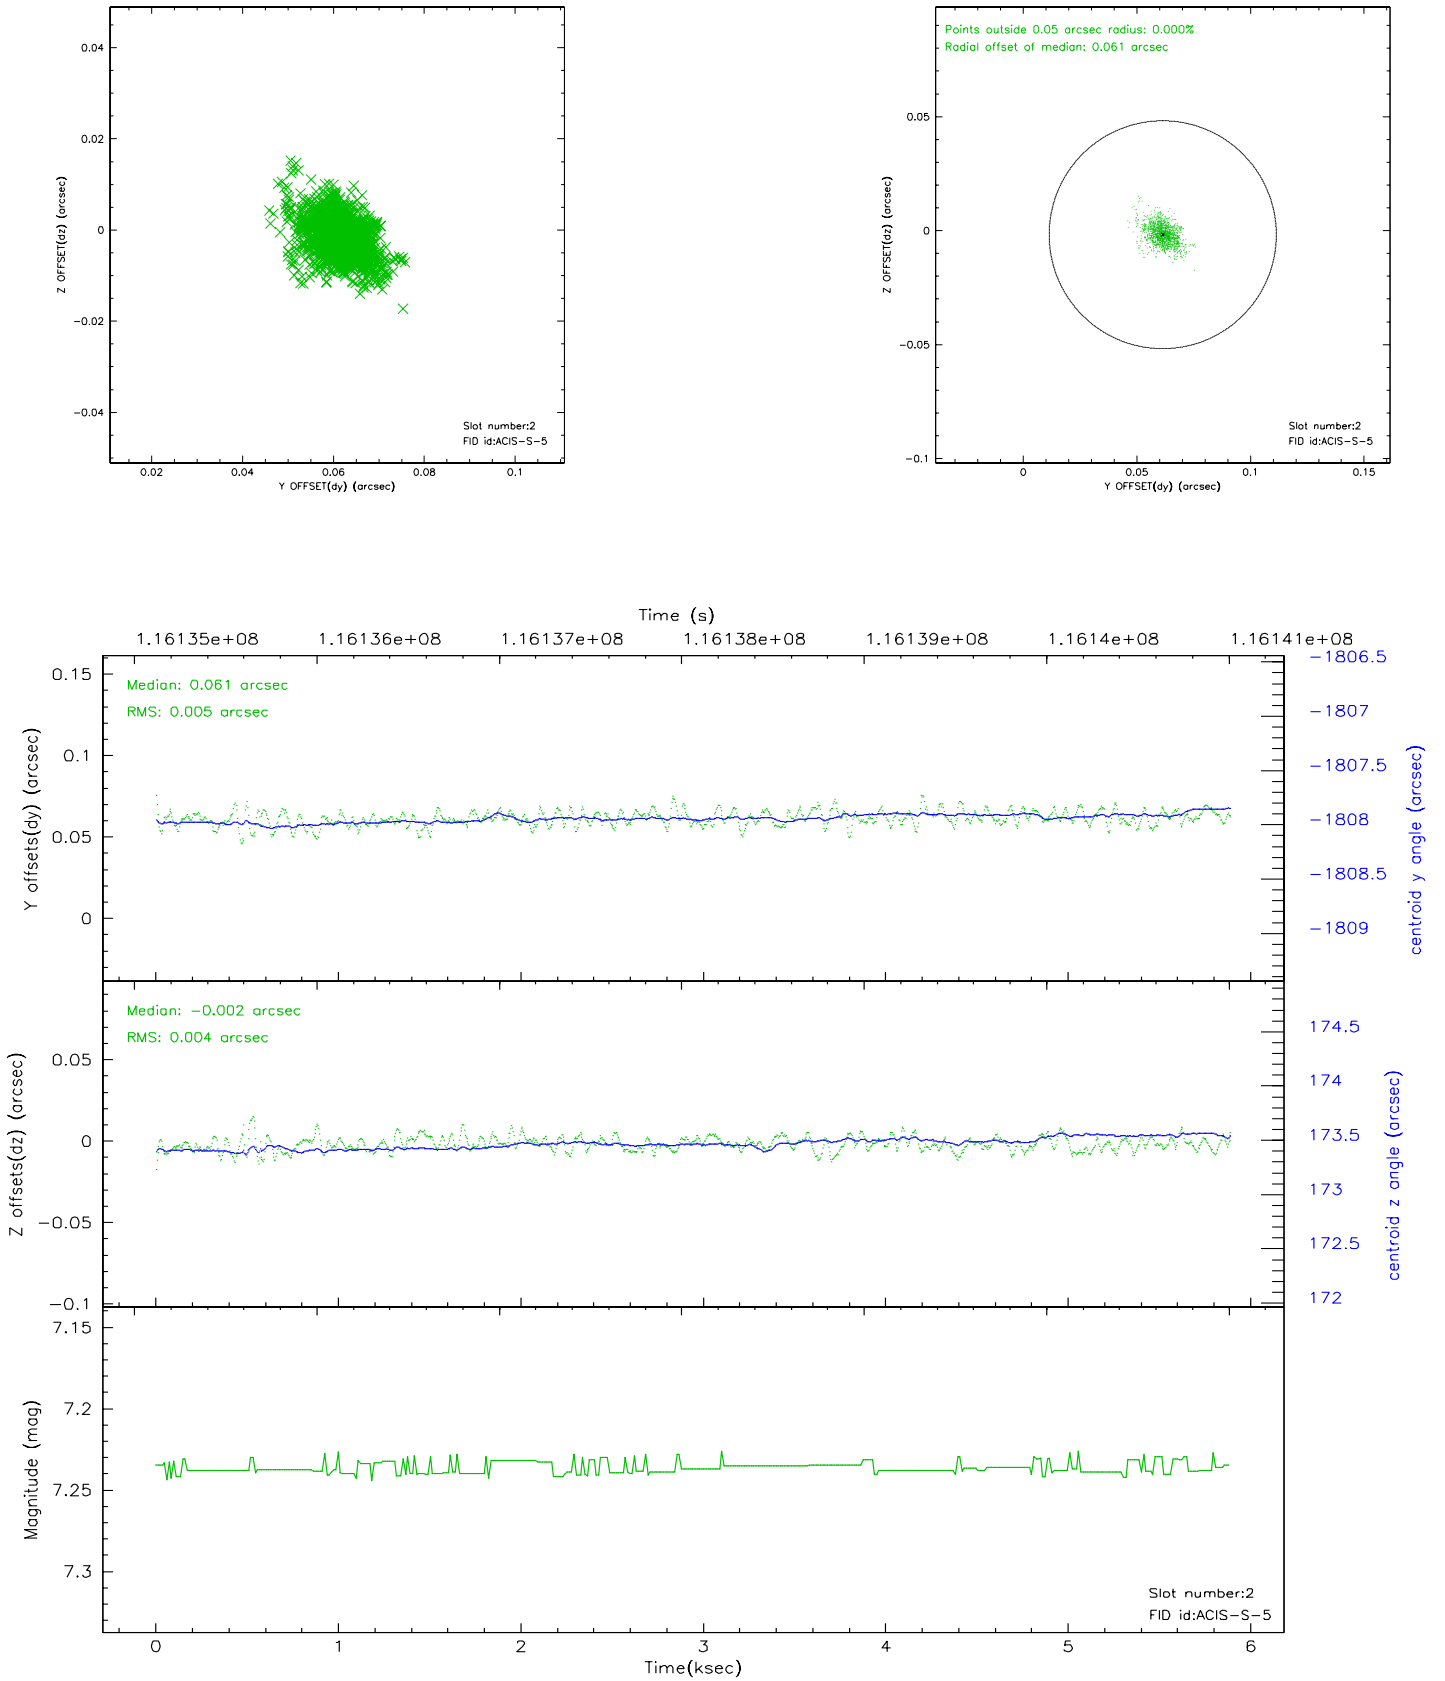 0.04
0.02
0
−0.02
−0.04
Z OFFSET(dz) (arcsec)
Slot number:2
FID id:ACIS−S−5
0.02 0.04 0.06 0.08 0.1
Y OFFSET(dy) (arcsec)
Points outside 0.05 arcsec radius: 0.000%
Radial offset of median: 0.061 arcsec
0.05
0
−0.05
−0.1
Z OFFSET(dz) (arcsec)
Slot number:2
FID id:ACIS−S−5
0 0.05 0.1 0.15
Y OFFSET(dy) (arcsec)
Time (s)
1.16135e+08 1.16136e+08 1.16137e+08 1.16138e+08 1.16139e+08 1.1614e+08 1.16141e+08
Median: 0.061 arcsec
RMS: 0.005 arcsec
0.15
0.1
0.05
0
Y offsets(dy) (arcsec)
−1806.5
−1807
−1807.5
−1808
−1808.5
−1809
centroid y angle (arcsec)
Median: −0.002 arcsec
RMS: 0.004 arcsec
0.05
0
−0.05
−0.1
Z offsets(dz) (arcsec)
174.5
174
173.5
173
172.5
172
centroid z angle (arcsec)
7.15
7.2
7.25
7.3
Magnitude (mag)
Slot number:2
FID id:ACIS−S−5
0 1 2 3 4 5 6
Time(ksec)